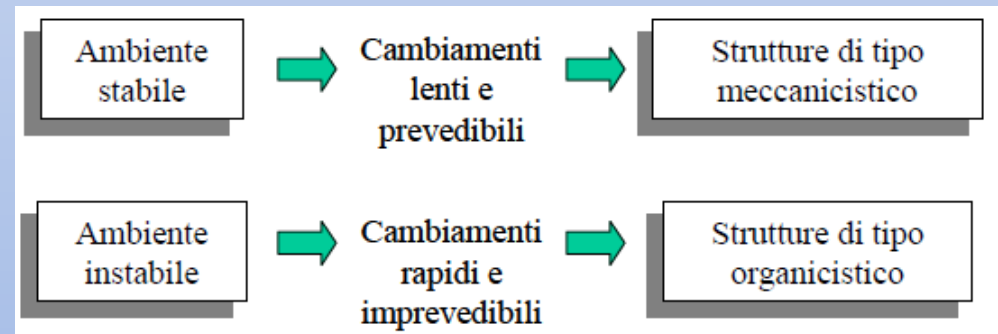 Ambiente
stabile
Cambiamenti
lenti e
prevedibili
Strutture di tipo
meccanicistico
Ambiente
instabile
Cambiamenti
rapidi e
imprevedibili
Strutture di tipo
organicistico